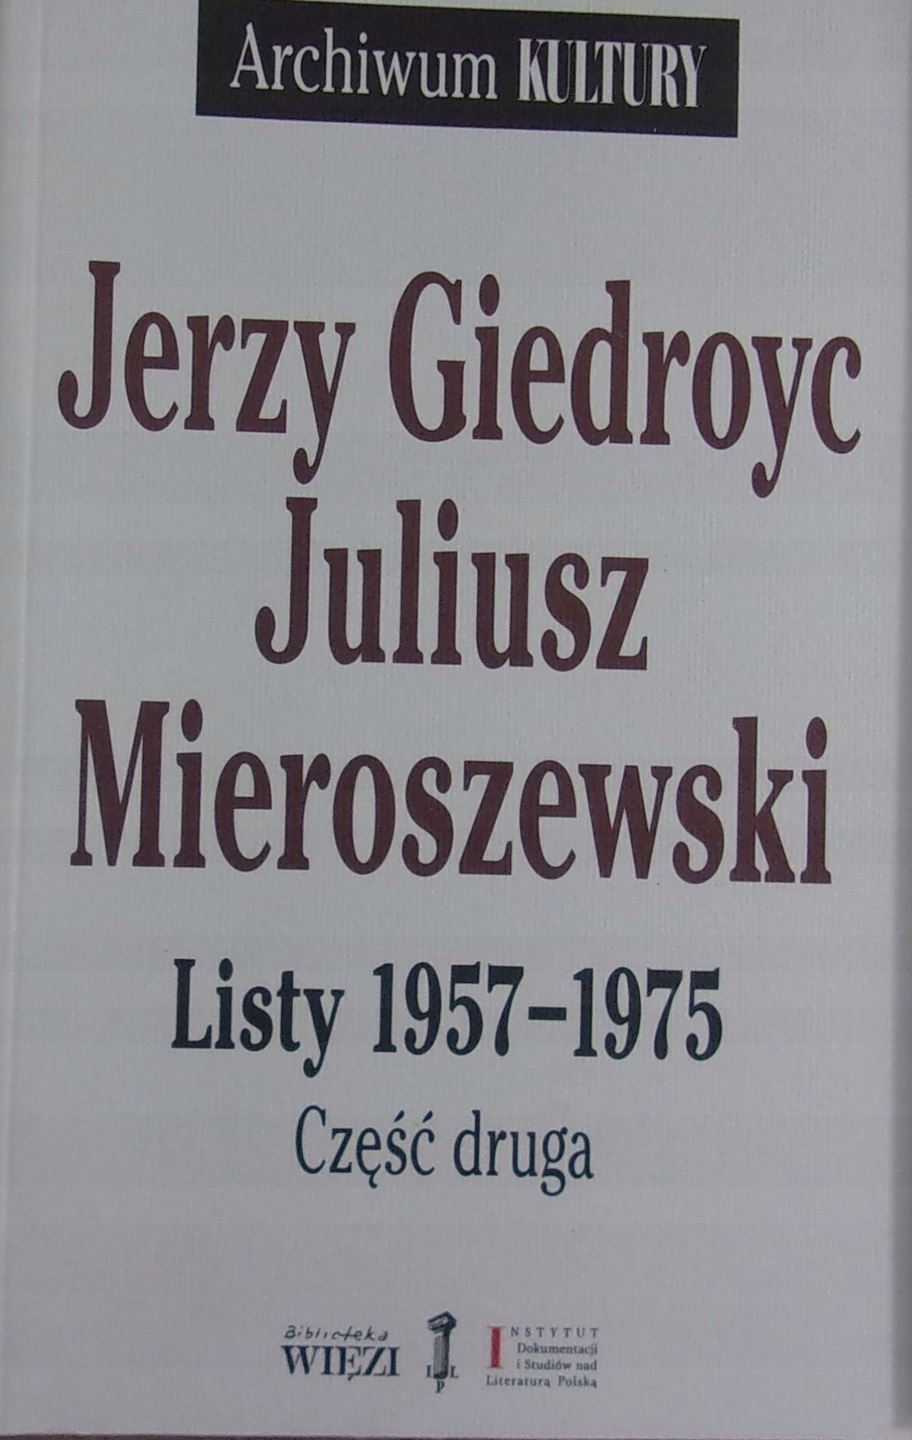 Archiwum KULTURY
Jerzy Giedroyc
Juliusz
Mieroszewski
Listy 1957–1975
Część druga
Biblioteka
WIĘZI
ILL
P
INSTYTUT
Dokumentacji
i Studiów nad
Literaturą Polską